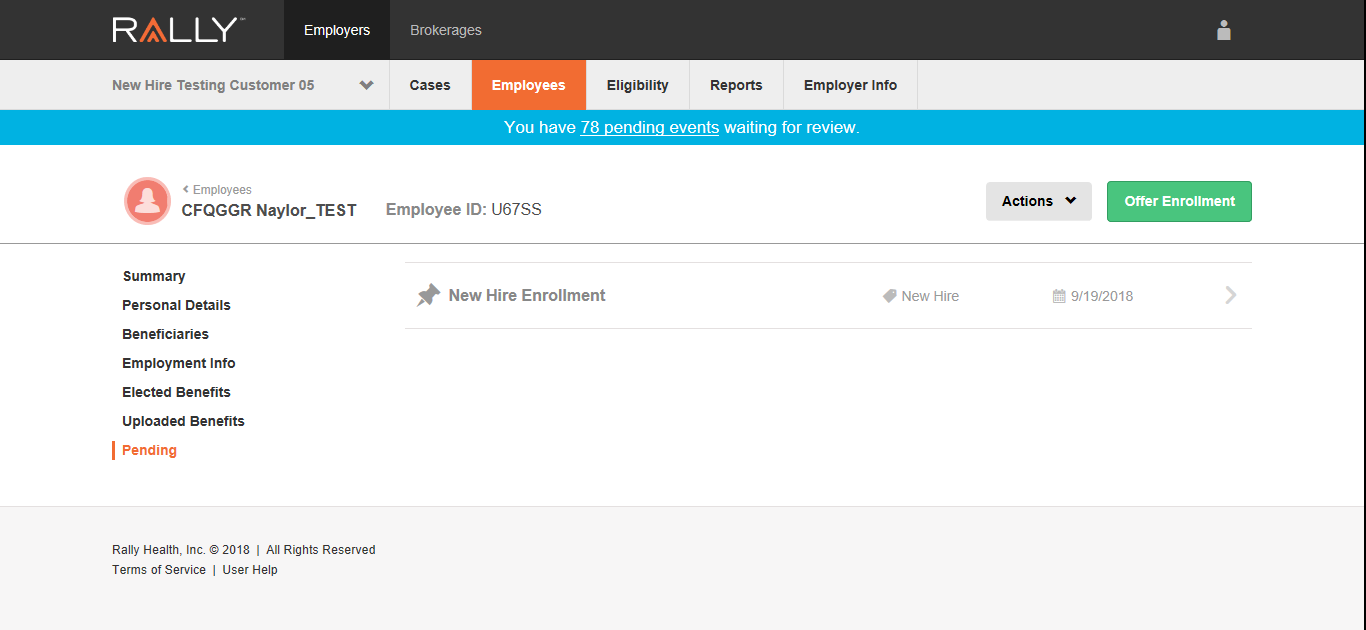 RALLY™ Employers Brokerages
New Hire Testing Customer 05 Cases Employees Eligibility Reports Employer Info
You have 78 pending events waiting for review.
Employees
CFQGGR Naylor_TEST Employee ID: U67SS Actions Offer Enrollment
Summary
Personal Details
Beneficiaries
Employment Info
Elected Benefits
Uploaded Benefits
Pending
New Hire Enrollment New Hire 9/19/2018
Rally Health, Inc. © 2018 | All Rights Reserved
Terms of Service | User Help